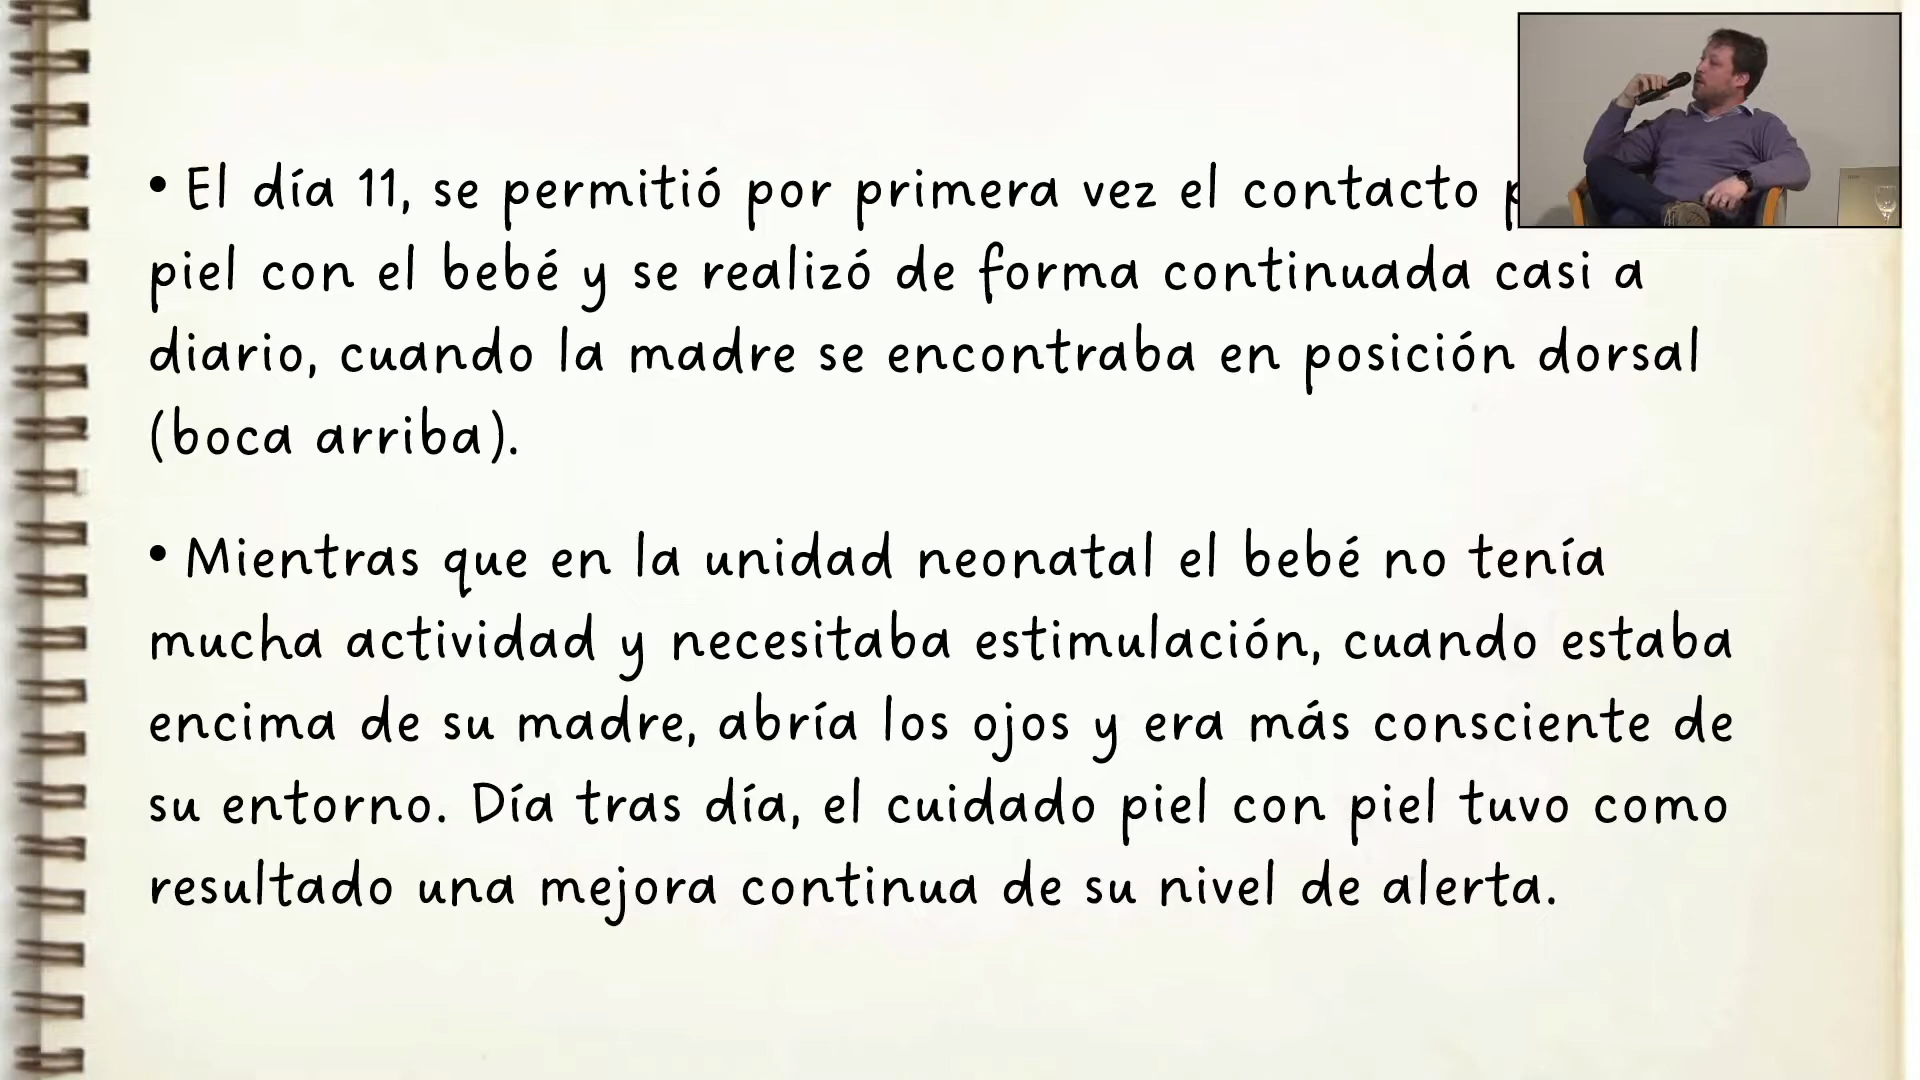 • El día 11, se permitió por primera vez el contacto
piel con el bebé y se realizó de forma continuada casi a
diario, cuando la madre se encontraba en posición dorsal
(boca arriba).
• Mientras que en la unidad neonatal el bebé no tenía
mucha actividad y necesitaba estimulación, cuando estaba
encima de su madre, abría los ojos y era más consciente de
su entorno. Día tras día, el cuidado piel con piel tuvo como
resultado una mejora continua de su nivel de alerta.